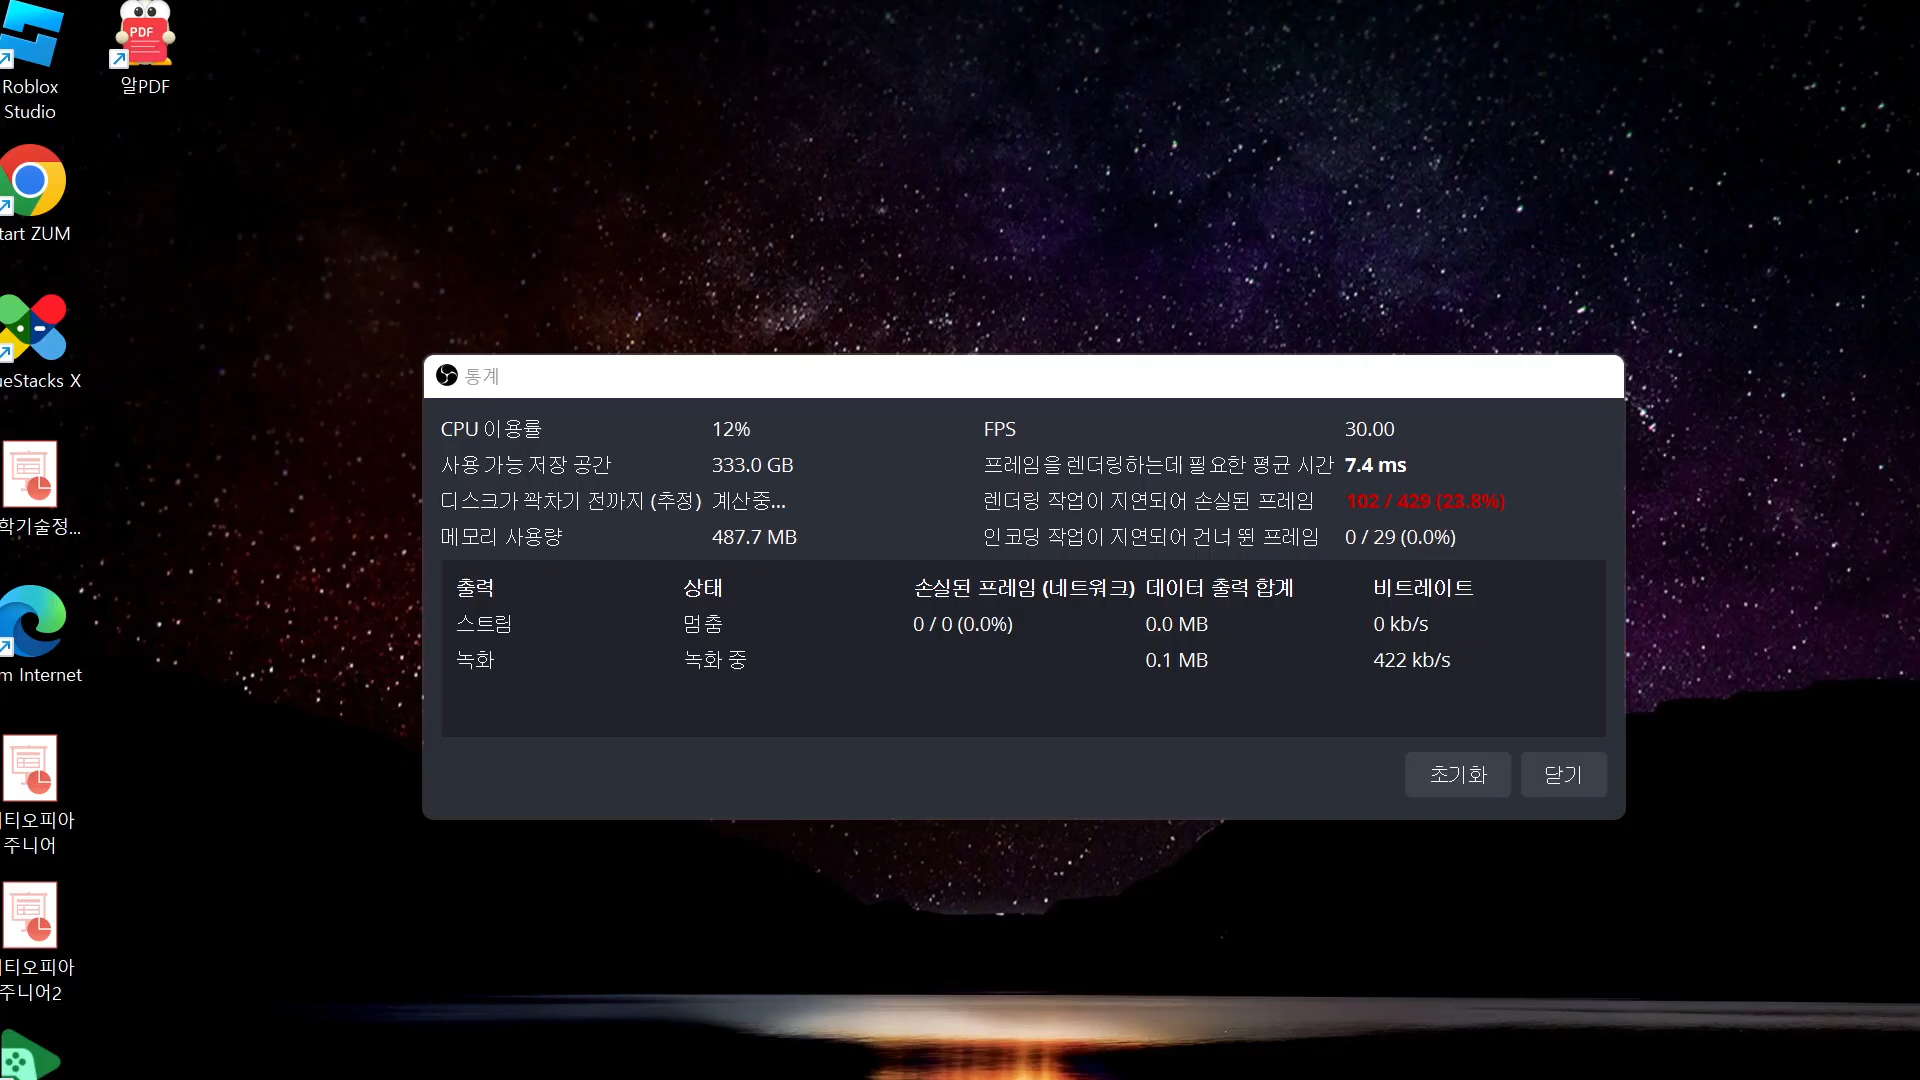 Roblox
Studio
PDF
알PDF
tart ZUM
ueStacks X
학기술정...
m Internet
티오피아
주니어
티오피아
주니어2
통계
CPU 이용률 12% FPS 30.00
사용 가능 저장 공간 333.0 GB 프레임을 렌더링하는데 필요한 평균 시간 7.4 ms
디스크가 꽉차기 전까지 (추정) 계산중... 렌더링 작업이 지연되어 손실된 프레임 102 / 429 (23.8%)
메모리 사용량 487.7 MB 인코딩 작업이 지연되어 건너 뛴 프레임 0 / 29 (0.0%)
출력 상태 손실된 프레임 (네트워크) 데이터 출력 합계 비트레이트
스트림 멈춤 0 / 0 (0.0%) 0.0 MB 0 kb/s
녹화 녹화 중 0.1 MB 422 kb/s
초기화 닫기